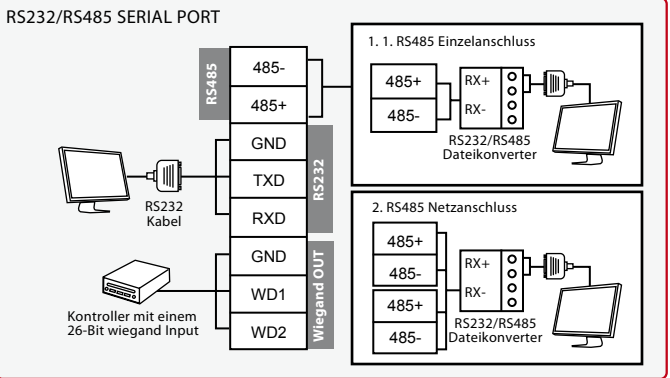 RS232/RS485 SERIAL PORT
RS485
485-
485+
GND
TXD
RXD
RS232
GND
WD1
WD2
Wiegand OUT
RS232
Kabel
Kontroller mit einem
26-Bit wiegand Input
1. 1. RS485 Einzelanschluss
485+
485-
RX+
RX-
RS232/RS485
Dateikonverter
2. RS485 Netzanschluss
485+
485-
485+
485-
RX+
RX-
RS232/RS485
Dateikonverter